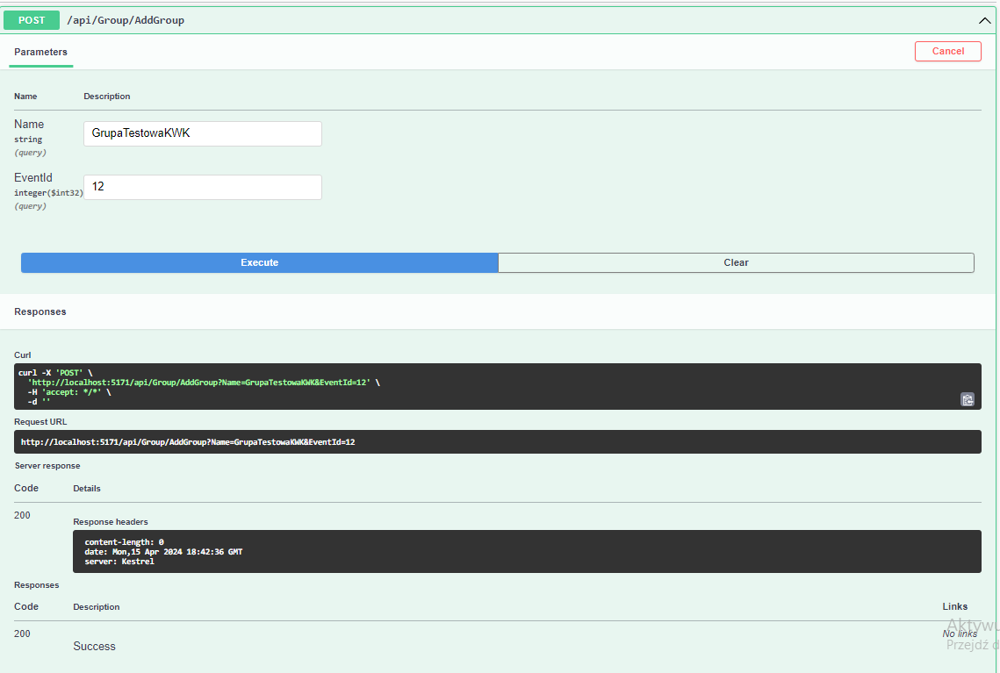 POST /api/Group/AddGroup
Parameters
Cancel
Name Description
Name
string
(query)
GrupaTestowaKWK
EventId
integer($int32)
(query)
12
Execute Clear
Responses
Curl
curl -X 'POST' \
'http://localhost:5171/api/Group/AddGroup?Name=GrupaTestowaKWK&EventId=12' \
-H 'accept: */*' \
-d ''
Request URL
http://localhost:5171/api/Group/AddGroup?Name=GrupaTestowaKWK&EventId=12
Server response
Code Details
200
Response headers
content-length: 0
date: Mon,15 Apr 2024 18:42:36 GMT
server: Kestrel
Responses
Code Description Links
200
Success
No links
Aktywu
Przejdź d